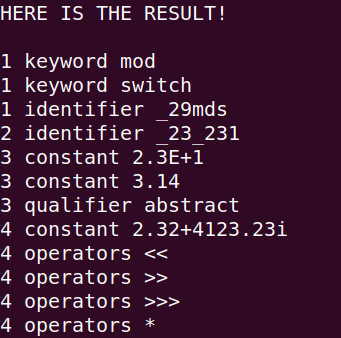 HERE IS THE RESULT!
1 keyword mod
1 keyword switch
1 identifier _29mds
2 identifier _23_231
3 constant 2.3E+1
3 constant 3.14
3 qualifier abstract
4 constant 2.32+4123.23i
4 operators <<
4 operators >>
4 operators >>>
4 operators *